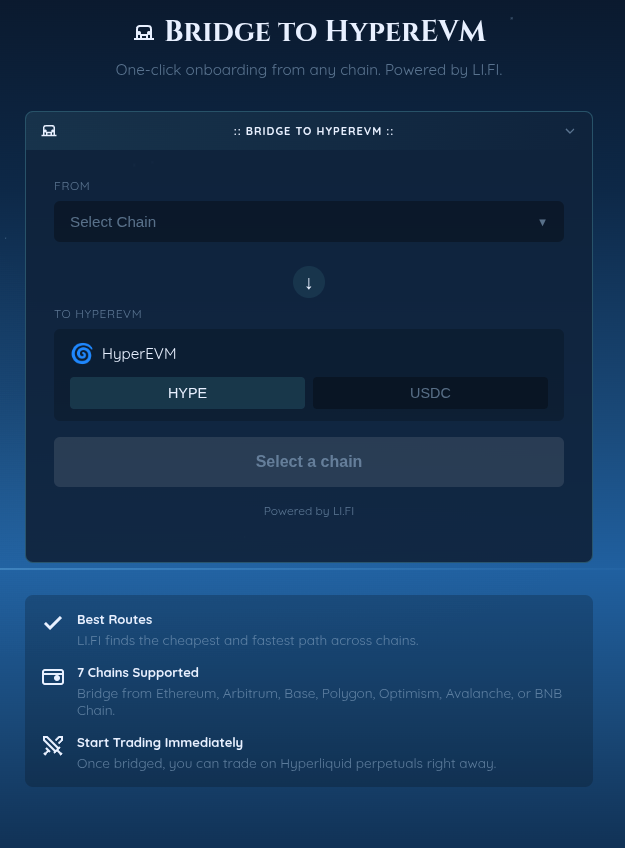 Bridge to HyperEVM
One-click onboarding from any chain. Powered by LI.FI.
:: BRIDGE TO HYPEREVM ::
FROM
Select Chain
▼
↓
TO HYPEREVM
HyperEVM
HYPE
USDC
Select a chain
Powered by LI.FI
Best Routes
LI.FI finds the cheapest and fastest path across chains.
7 Chains Supported
Bridge from Ethereum, Arbitrum, Base, Polygon, Optimism, Avalanche, or BNB
Chain.
Start Trading Immediately
Once bridged, you can trade on Hyperliquid perpetuals right away.